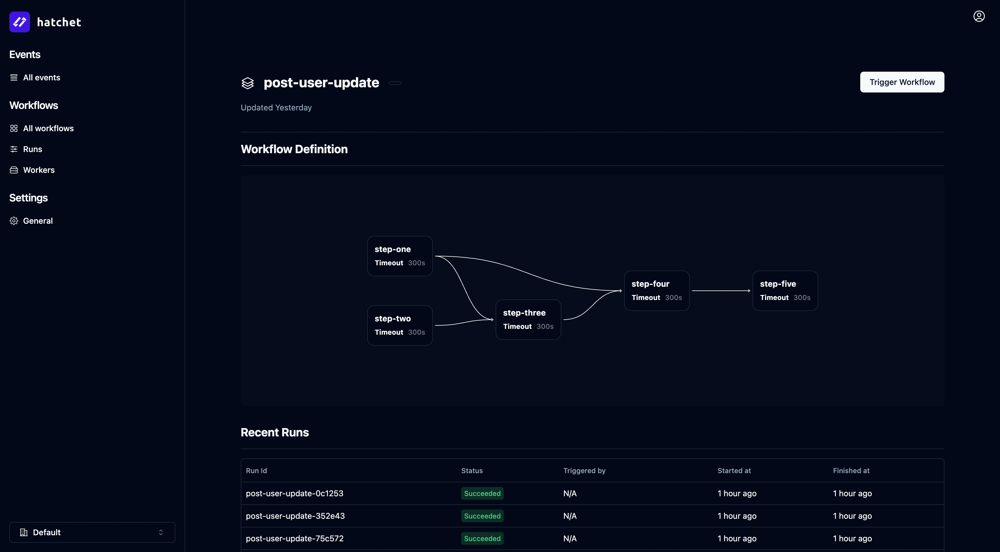 hatchet
Events
All events
Workflows
All workflows
Runs
Workers
Settings
General
Default
post-user-update
Trigger Workflow
Updated Yesterday
Workflow Definition
step-one
Timeout 300s
step-two
Timeout 300s
step-three
Timeout 300s
step-four
Timeout 300s
step-five
Timeout 300s
Recent Runs
Run Id Status Triggered by Started at Finished at
post-user-update-0c1253 Succeeded N/A 1 hour ago 1 hour ago
post-user-update-352e43 Succeeded N/A 1 hour ago 1 hour ago
post-user-update-75c572 Succeeded N/A 1 hour ago 1 hour ago